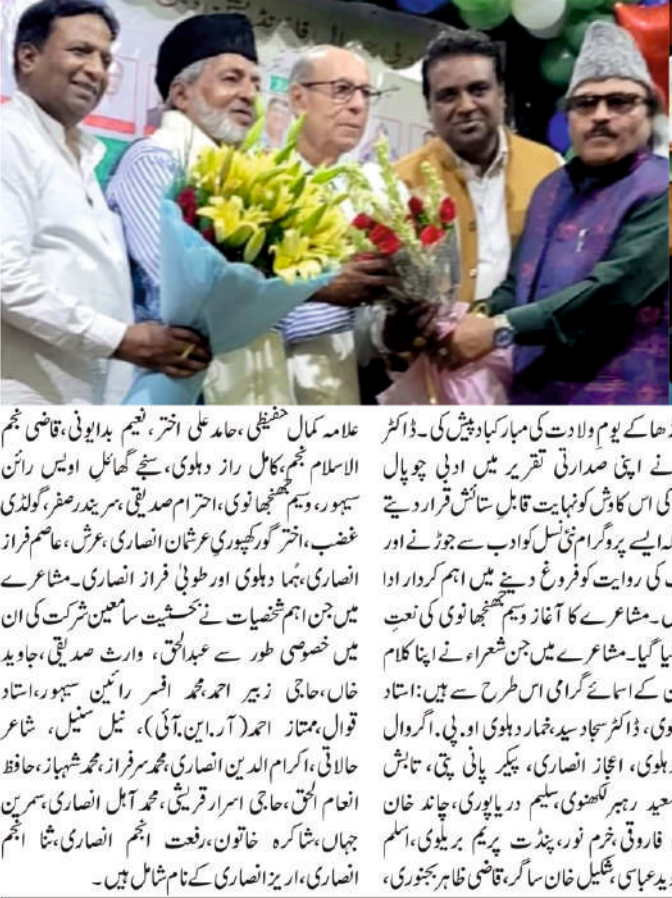 دھا کے یوم ولادت کی مبارکباد پیش کی۔ ڈاکٹر
نے اپنی صدارتی تقریر میں ادبی چوپال
ی اس کاوش کو نہایت قابل ستائش قرار دیتے
ایسے پروگرام نئی نسل کو ادب سے جوڑنے اور
کی روایت کو فروغ دینے میں اہم کردار ادا
مشاعرے کا آغاز وسیم جھنجھانوی کی نعتِ
یا گیا۔ مشاعرے میں جن شعراء نے اپنا کلام
کے اسمائے گرامی اس طرح سے ہیں: استاد
وی، ڈاکٹر سجاد سید، خمار دہلوی او.پی. اگروال
ہلوی، اعجاز انصاری، پیکر پانی پتی، تابش
رہبر لکھنوی، سلیم دریاپوری، چاند خان
فاروقی، خرم نور، پنڈت پریم بریلوی، اسلم
عباسی، شکیل خان ساگر، قاضی ظاہر بجنوری،
علامہ کمال حفیظی، حامد علی اختر، نعیم بدایونی، قاضی نجم
الاسلام نجم، کامل راز دہلوی، سنجے گھائل اویس رائن
سیہور، وسیم جھنجھانوی، احترام صدیقی، سریندر صفر، گولڈی
غضب، اختر گورکھپوری عرشمان انصاری، عرش، عاصم فراز
انصاری، ہُما دہلوی اور طوبیٰ فراز انصاری۔ مشاعرے
میں جن اہم شخصیات نے بحیثیت سامعین شرکت کی ان
میں خصوصی طور سے عبدالحق، وارث صدیقی، جاوید
خاں، حاجی زبیر احمد، محمد افسر رائین سیہور، استاد
قوال، ممتاز احمد (آر.این.آئی)، نیل سنیل، شاعر
حالاتی، اکرام الدین انصاری، محمد سرفراز، محمد شہباز، حافظ
انعام الحق، حاجی اسرار قریشی، محمد آہل انصاری، سمرین
جہاں، شاکرہ خاتون، رفعت انجم انصاری، ثنا انجم
انصاری، اریز انصاری کے نام شامل ہیں۔